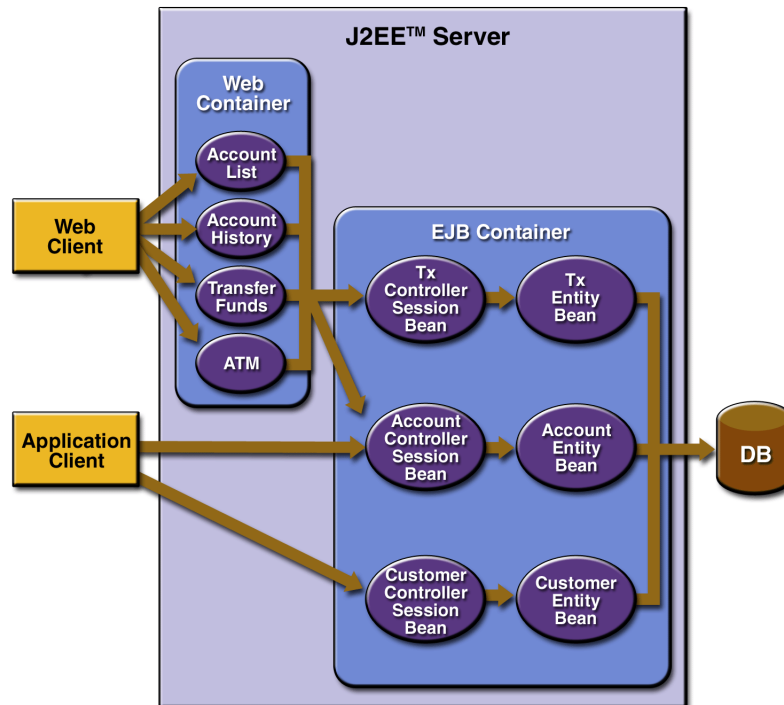 J2EE™ Server
Web
Container
Account
List
Account
History
Transfer
Funds
ATM
Web
Client
Application
Client
EJB Container
Tx
Controller
Session
Bean
Tx
Entity
Bean
Account
Controller
Session
Bean
Account
Entity
Bean
Customer
Controller
Session
Bean
Customer
Entity
Bean
DB